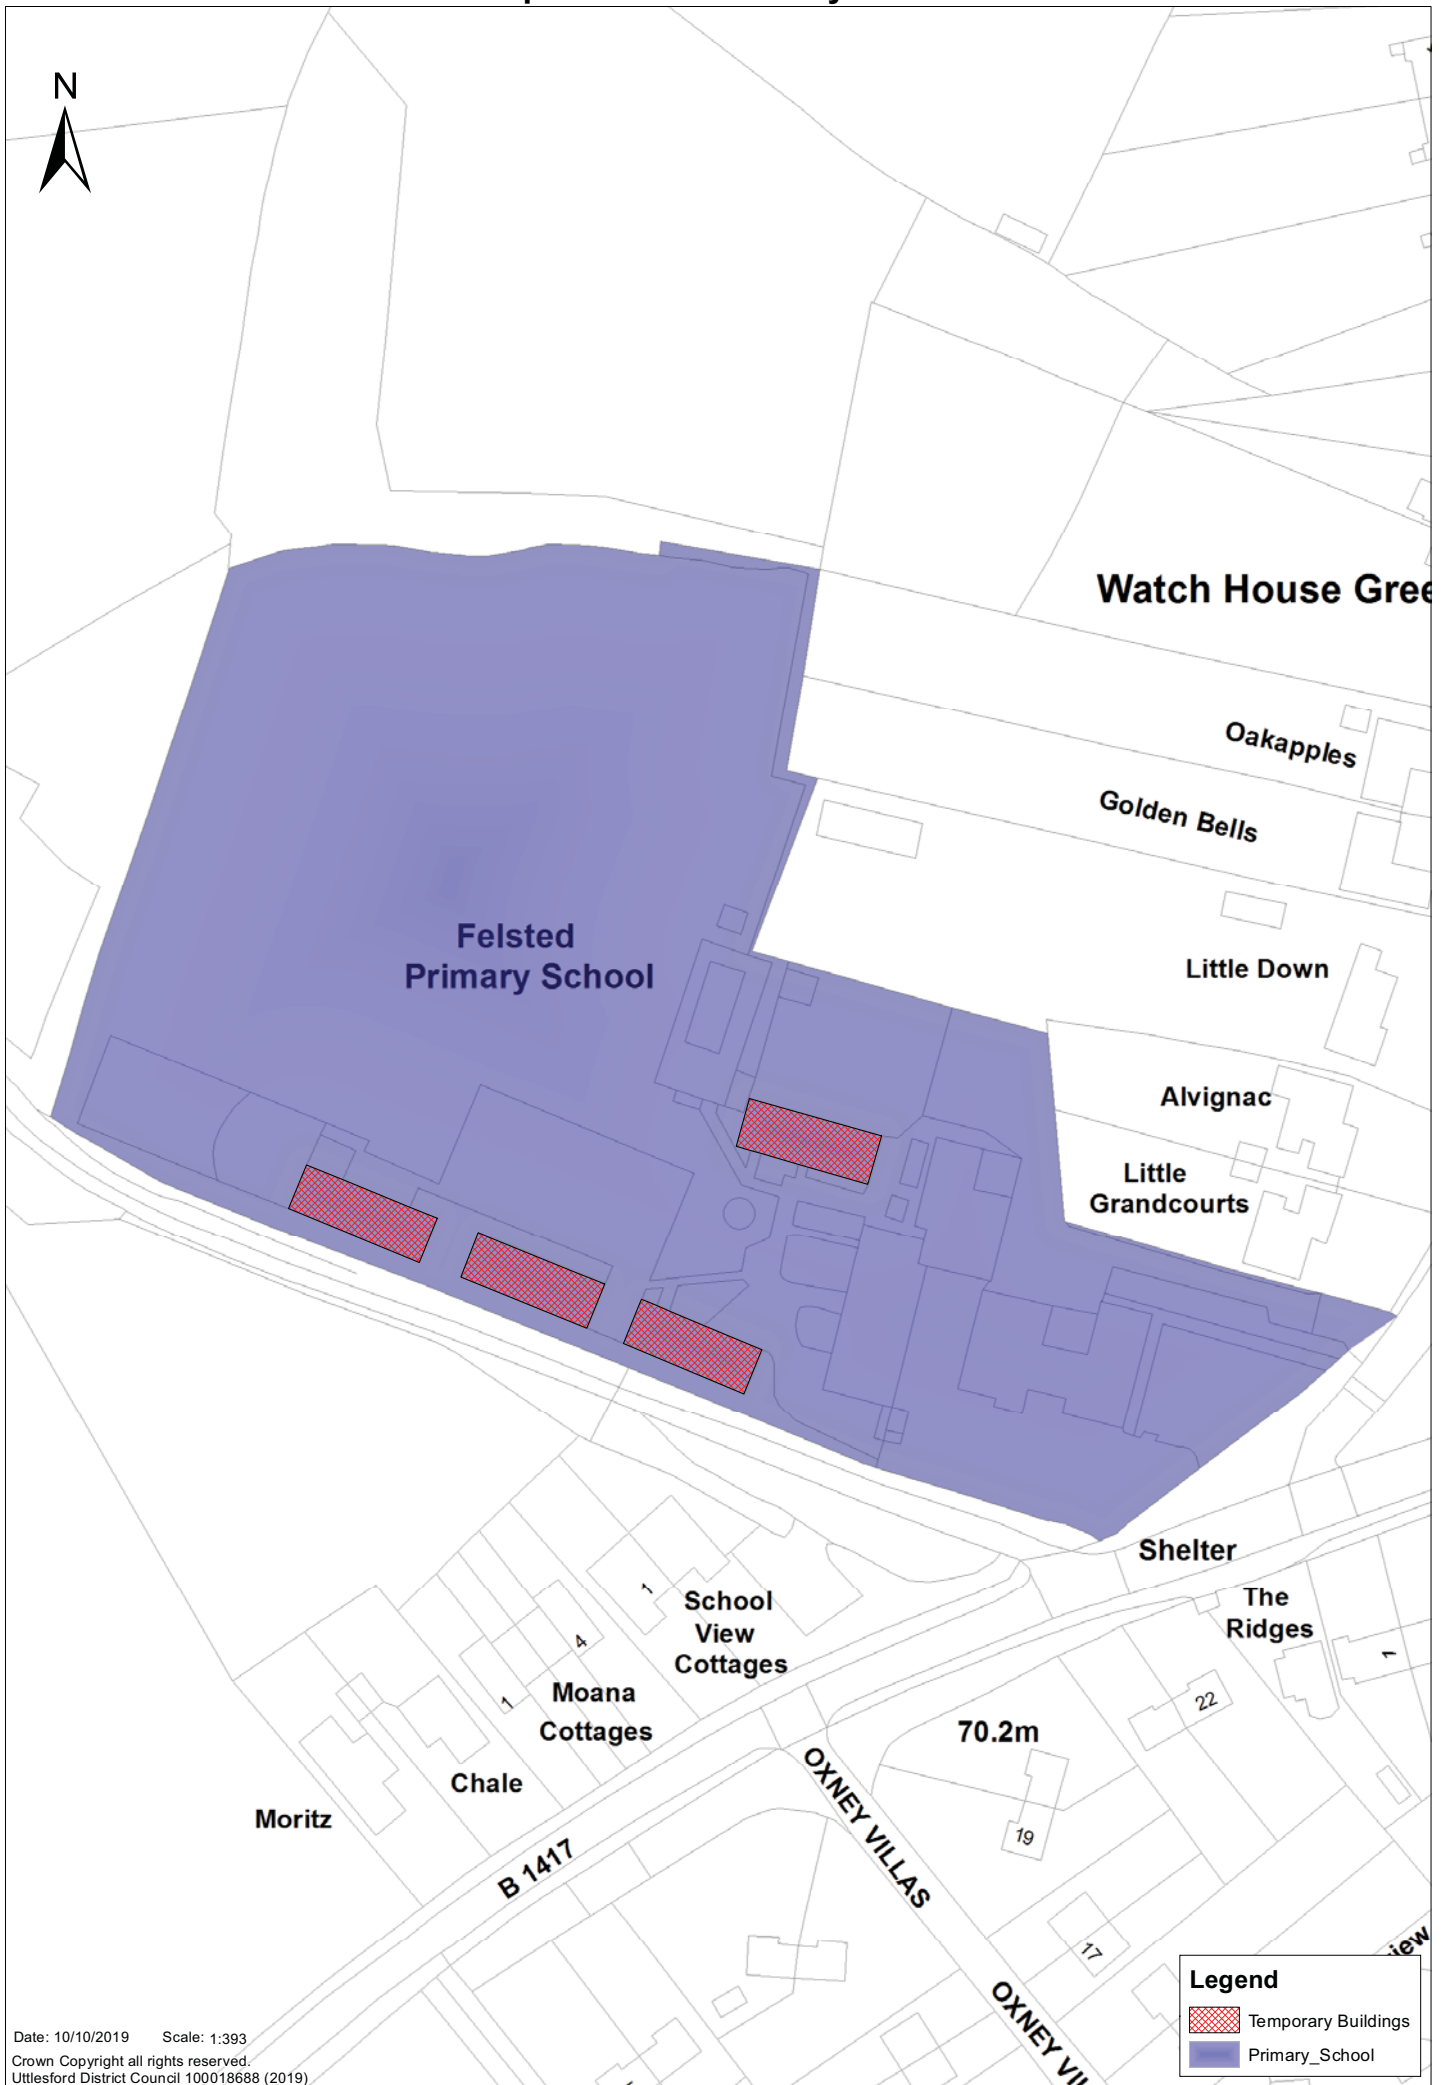 N
Watch House Gree
Oakapples
Golden Bells
Felsted
Primary School
Little Down
Alvignac
Little
Grandcourts
Shelter
The
Ridges
1
School
View
Cottages
4
1
Moana
Cottages
1
22
70.2m
Chale
Moritz
OXNEY VILLAS
19
B 1417
17
iew
OXNEY VIL
Legend
Temporary Buildings
Primary_School
Date: 10/10/2019 Scale: 1:393
Crown Copyright all rights reserved.
Uttlesford District Council 100018688 (2019)